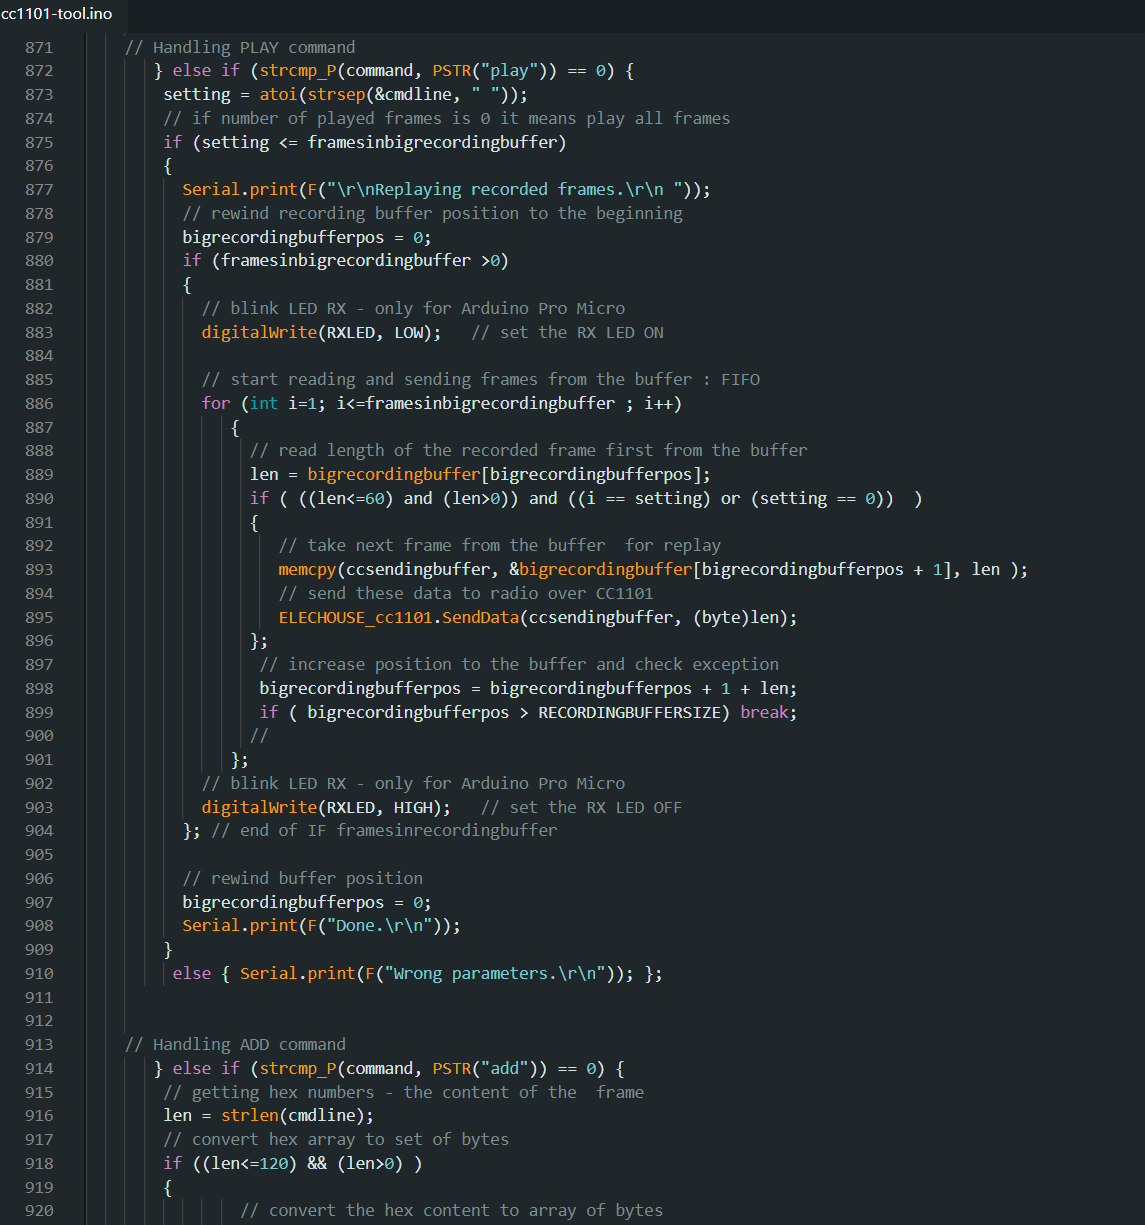 cc1101-tool.ino
871 // Handling PLAY command
872 } else if (strcmp_P(command, PSTR("play")) == 0) {
873 setting = atoi(strsep(&cmdline, " "));
874 // if number of played frames is 0 it means play all frames
875 if (setting <= framesinbigrecordingbuffer)
876 {
877 Serial.print(F("\r\nReplaying recorded frames.\r\n "));
878 // rewind recording buffer position to the beginning
879 bigrecordingbufferpos = 0;
880 if (framesinbigrecordingbuffer >0)
881 {
882 // blink LED RX - only for Arduino Pro Micro
883 digitalWrite(RXLED, LOW);   // set the RX LED ON
884
885 // start reading and sending frames from the buffer : FIFO
886 for (int i=1; i<=framesinbigrecordingbuffer ; i++)
887 {
888 // read length of the recorded frame first from the buffer
889 len = bigrecordingbuffer[bigrecordingbufferpos];
890 if ( ((len<=60) and (len>0)) and ((i == setting) or (setting == 0))  )
891 {
892 // take next frame from the buffer  for replay
893 memcpy(ccsendingbuffer, &bigrecordingbuffer[bigrecordingbufferpos + 1], len );
894 // send these data to radio over CC1101
895 ELECHOUSE_cc1101.SendData(ccsendingbuffer, (byte)len);
896 };
897 // increase position to the buffer and check exception
898 bigrecordingbufferpos = bigrecordingbufferpos + 1 + len;
899 if ( bigrecordingbufferpos > RECORDINGBUFFERSIZE) break;
900 //
901 };
902 // blink LED RX - only for Arduino Pro Micro
903 digitalWrite(RXLED, HIGH);   // set the RX LED OFF
904 }; // end of IF framesinrecordingbuffer
905
906 // rewind buffer position
907 bigrecordingbufferpos = 0;
908 Serial.print(F("Done.\r\n"));
909 }
910 else { Serial.print(F("Wrong parameters.\r\n")); };
911
912
913 // Handling ADD command
914 } else if (strcmp_P(command, PSTR("add")) == 0) {
915 // getting hex numbers - the content of the  frame
916 len = strlen(cmdline);
917 // convert hex array to set of bytes
918 if ((len<=120) && (len>0) )
919 {
920 // convert the hex content to array of bytes